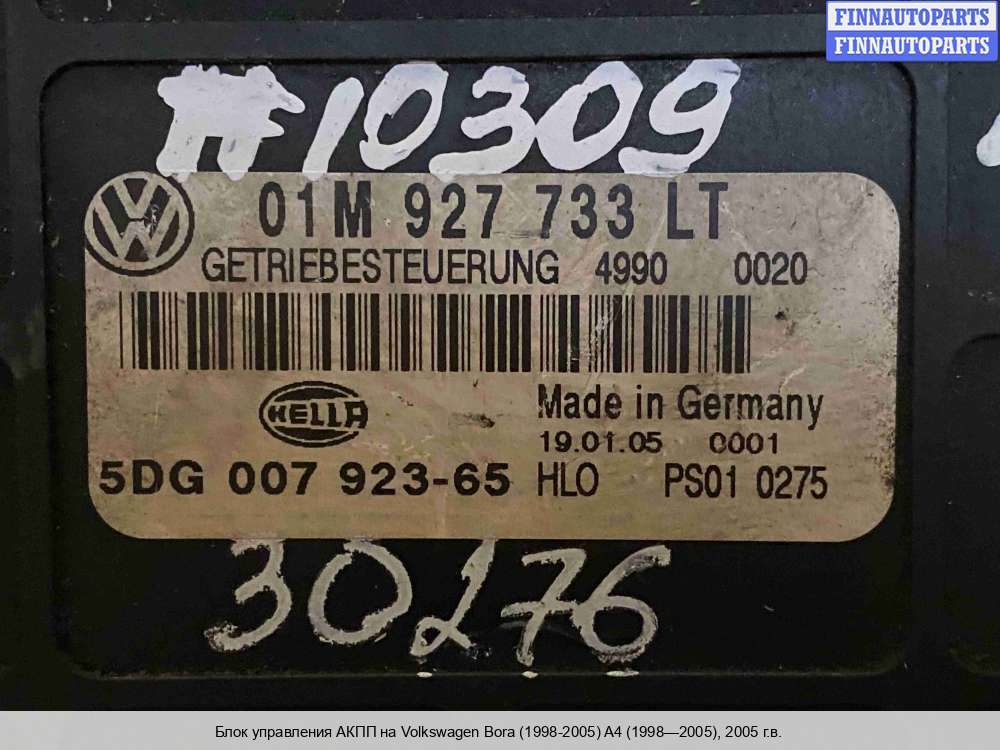 FINNAUTOPARTS
FINNAUTOPARTS
#10309
01M 927 733 LT
GETRIEBESTEUERUNG 4990 0020
HELLA
Made in Germany
19.01.05 0001
5DG 007 923-65 HLO PS01 0275
30276
Блок управления АКПП на Volkswagen Bora (1998-2005) A4 (1998—2005), 2005 г.в.